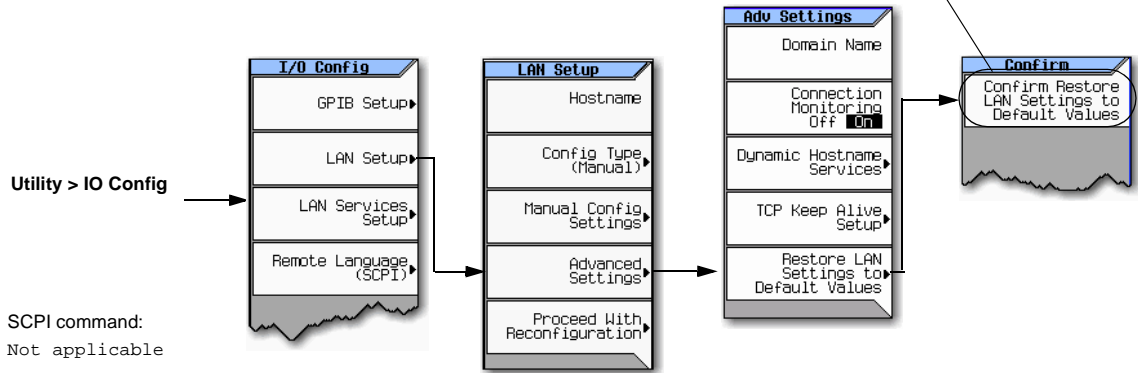 Utility > IO Config
SCPI command:
Not applicable
I/O Config
GPIB Setup
LAN Setup
LAN Services
Setup
Remote Language
(SCPI)
LAN Setup
Hostname
Config Type
(Manual)
Manual Config
Settings
Advanced
Settings
Proceed With
Reconfiguration
Adv Settings
Domain Name
Connection
Monitoring
Off On
Dynamic Hostname
Services
TCP Keep Alive
Setup
Restore LAN
Settings to
Default Values
Confirm
Confirm Restore
LAN Settings to
Default Values